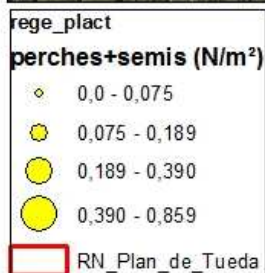 rege_plact
perches+semis (N/m²)
0,0 - 0,075
0,075 - 0,189
0,189 - 0,390
0,390 - 0,859
RN_Plan_de_Tueda